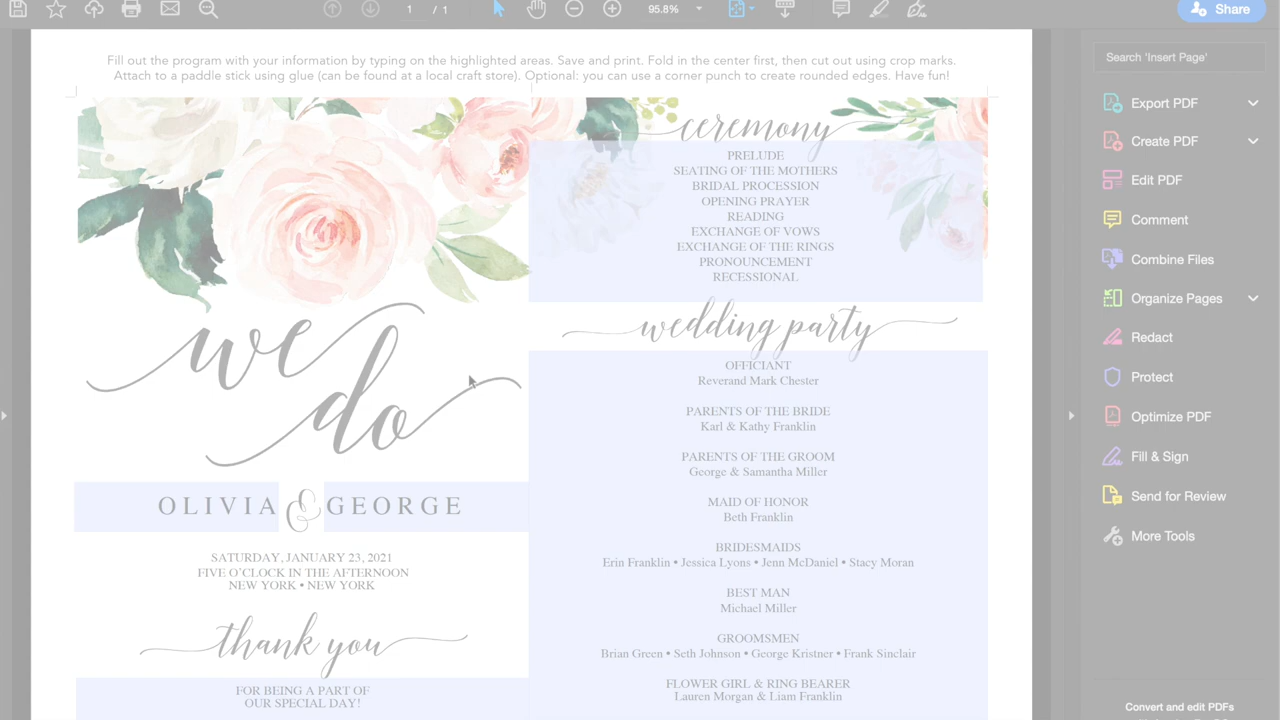 1 / 1
95.8%
Share
Fill out the program with your information by typing on the highlighted areas. Save and print. Fold in the center first, then cut out using crop marks.
Attach to a paddle stick using glue (can be found at a local craft store). Optional: you can use a corner punch to create rounded edges. Have fun!
we
do
OLIVIA & GEORGE
SATURDAY, JANUARY 23, 2021
FIVE O'CLOCK IN THE AFTERNOON
NEW YORK • NEW YORK
thank you
FOR BEING A PART OF
OUR SPECIAL DAY!
ceremony
PRELUDE
SEATING OF THE MOTHERS
BRIDAL PROCESSION
OPENING PRAYER
READING
EXCHANGE OF VOWS
EXCHANGE OF THE RINGS
PRONOUNCEMENT
RECESSIONAL
wedding party
OFFICIANT
Reverand Mark Chester
PARENTS OF THE BRIDE
Karl & Kathy Franklin
PARENTS OF THE GROOM
George & Samantha Miller
MAID OF HONOR
Beth Franklin
BRIDESMAIDS
Erin Franklin • Jessica Lyons • Jenn McDaniel • Stacy Moran
BEST MAN
Michael Miller
GROOMSMEN
Brian Green • Seth Johnson • George Kristner • Frank Sinclair
FLOWER GIRL & RING BEARER
Lauren Morgan & Liam Franklin
Search 'Insert Page'
Export PDF
Create PDF
Edit PDF
Comment
Combine Files
Organize Pages
Redact
Protect
Optimize PDF
Fill & Sign
Send for Review
More Tools
Convert and edit PDFs